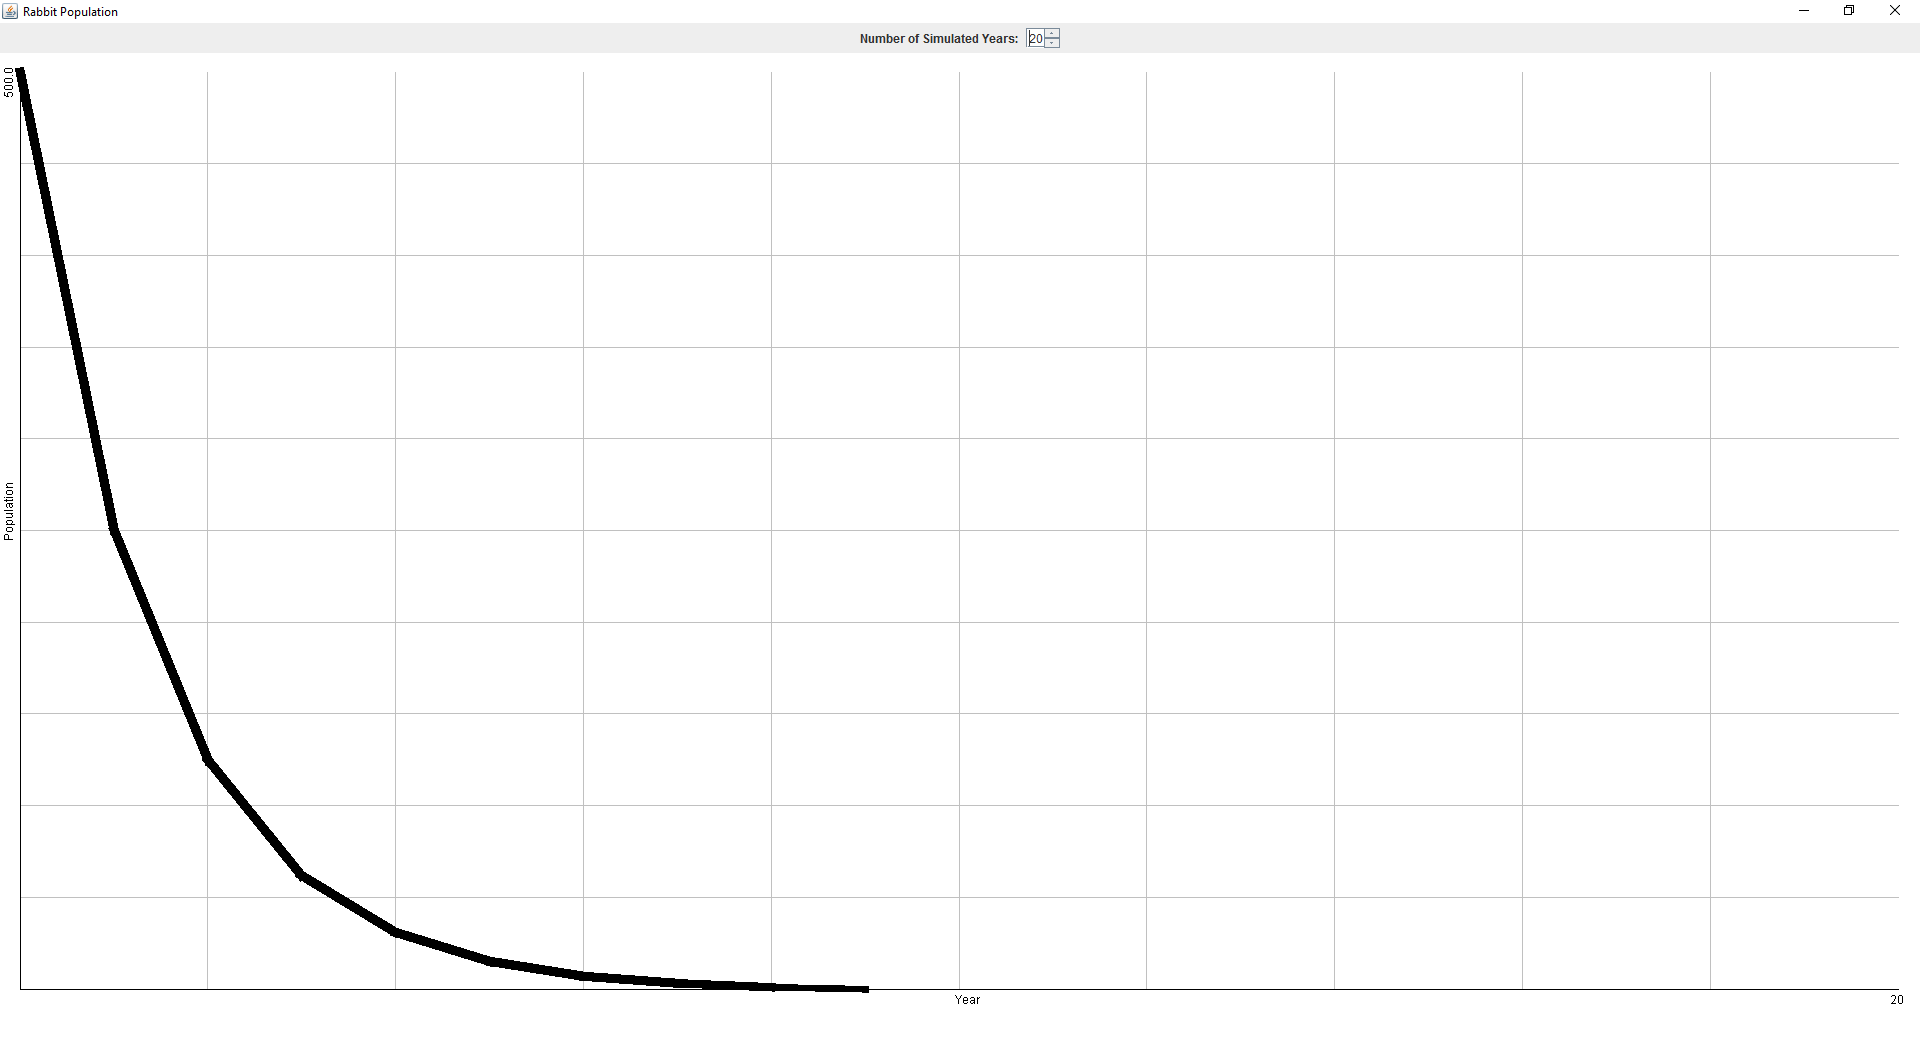 Rabbit Population
Number of Simulated Years: 20
500.0
Population
Year
20